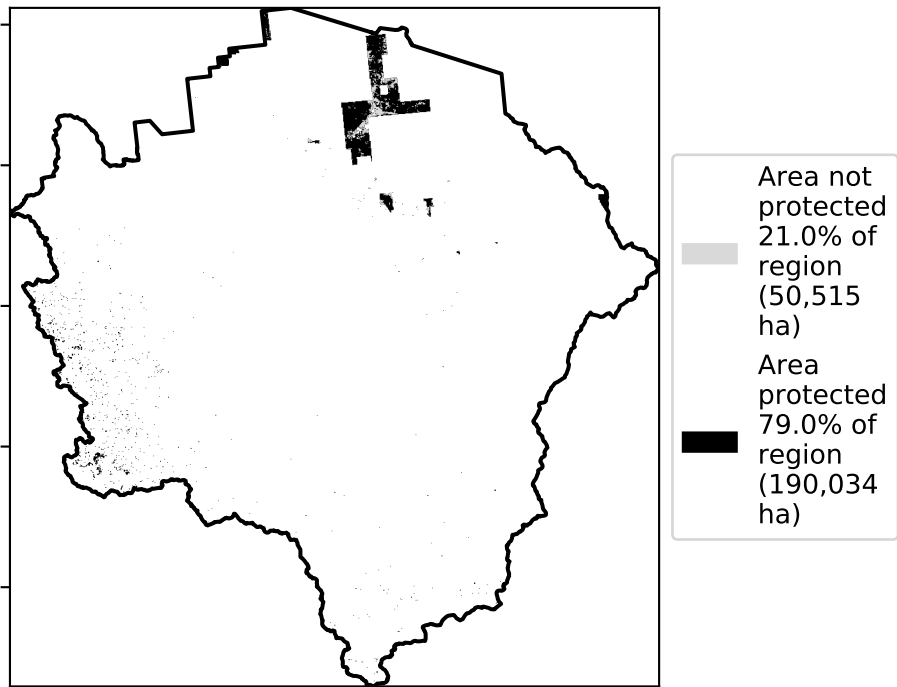 Area not
protected
21.0% of
region
(50,515
ha)
Area
protected
79.0% of
region
(190,034
ha)